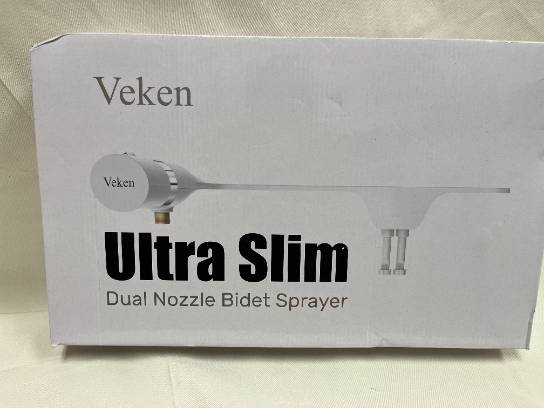 Veken
Veken
Ultra Slim
Dual Nozzle Bidet Sprayer